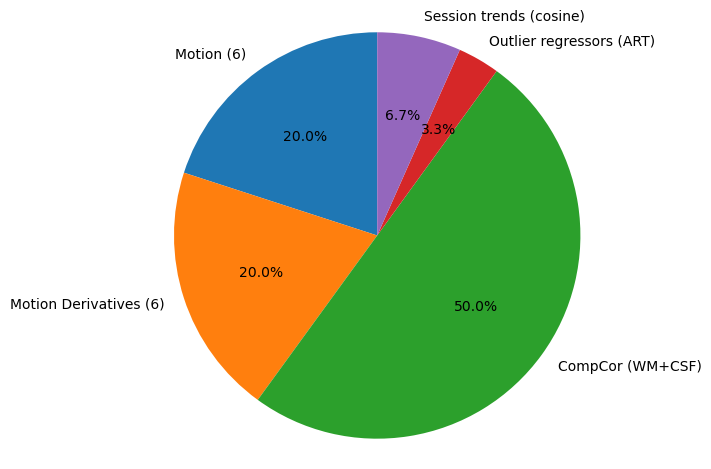 Session trends (cosine)
Outlier regressors (ART)
Motion (6)
6.7%
3.3%
20.0%
20.0%
Motion Derivatives (6)
50.0%
CompCor (WM+CSF)